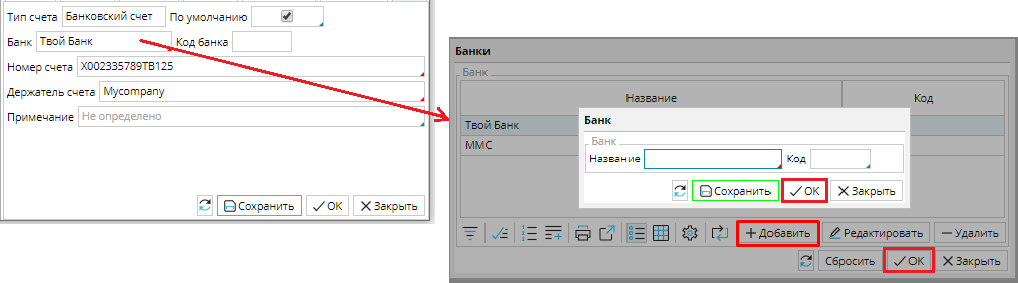 Тип счета Банковский счет По умолчанию
Банк Твой Банк Код банка
Номер счета X002335789TB125
Держатель счета Mycompany
Примечание Не определено
Сохранить OK Закрыть
Банки
Банк
Название Код
Твой Банк
ММС
Банк
Банк
Название Код
Сохранить OK Закрыть
Добавить Редактировать Удалить
Сбросить OK Закрыть